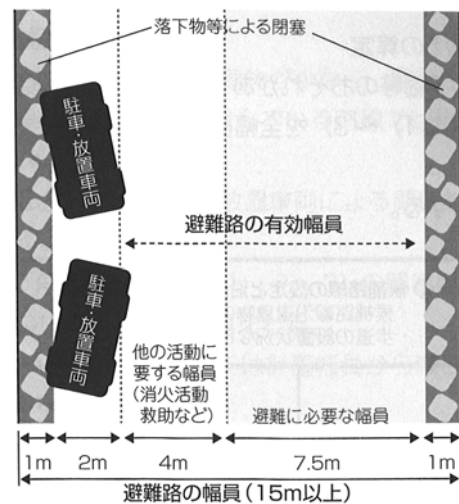 落下物等による閉塞
駐車・放置車両
避難路の有効幅員
駐車・放置車両
他の活動に
要する幅員
(消火活動
救助など)
避難に必要な幅員
1m 2m 4m 7.5m 1m
避難路の幅員(15m以上)